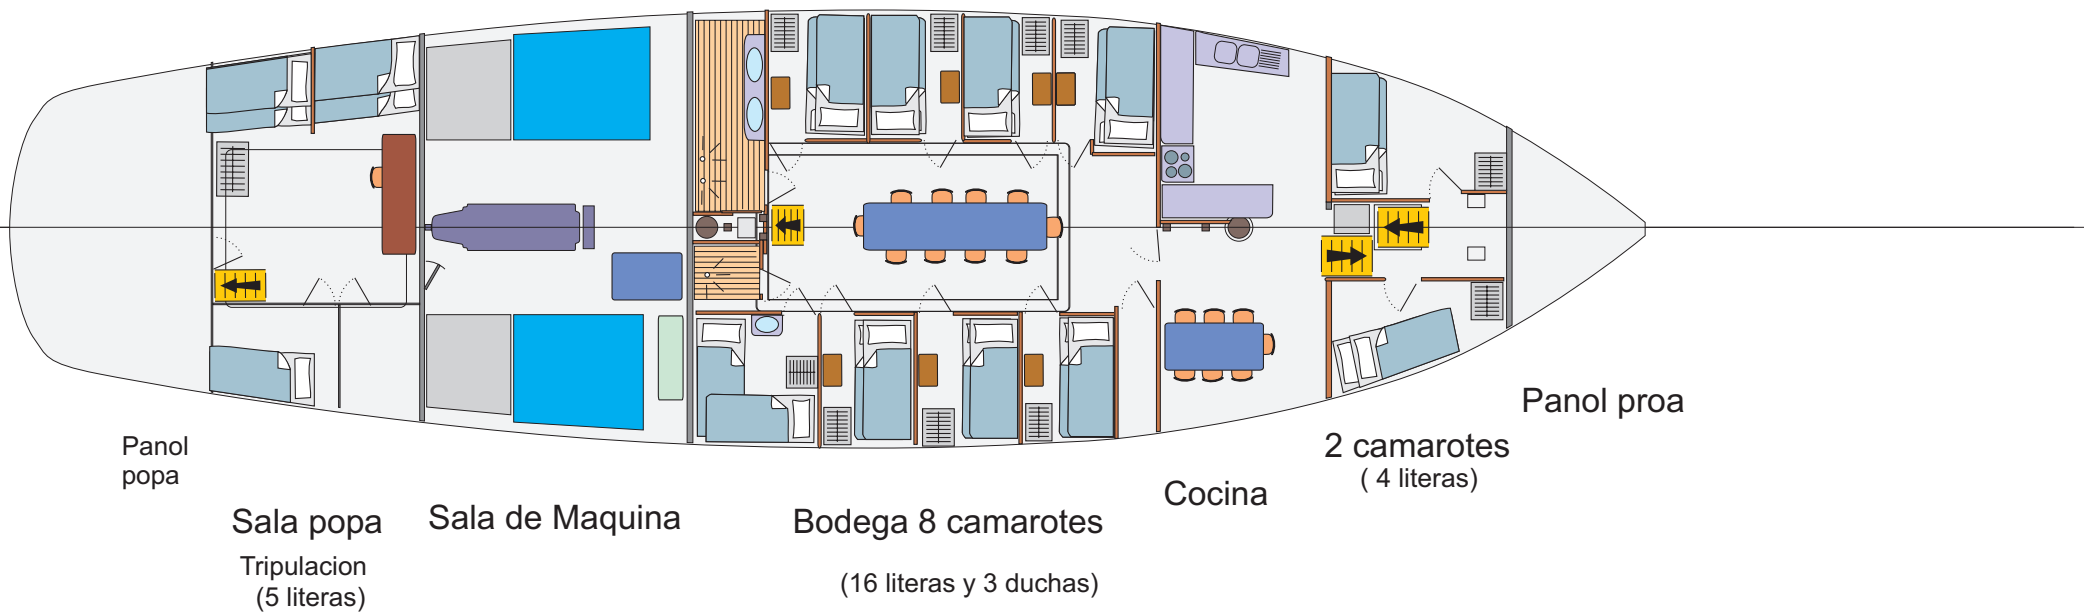 Panol
popa
Sala popa
Tripulacion
(5 literas)
Sala de Maquina
Bodega 8 camarotes
(16 literas y 3 duchas)
Cocina
2 camarotes
( 4 literas)
Panol proa